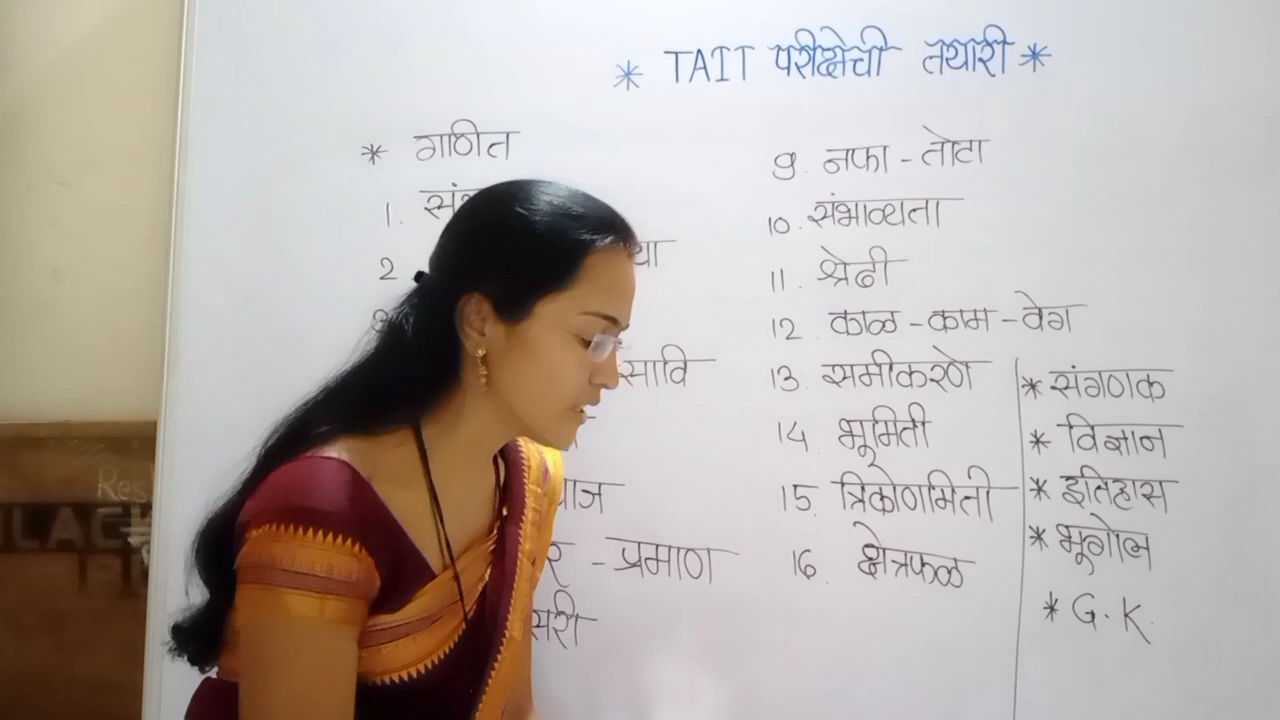 * TAIT परीक्षेची तयारी *
* गणित
1.
2
3
सावि
- प्रमाण
9. नफा - तोटा
10. संभाव्यता
11. श्रेढी
12. काळ - काम - वेग
13. समीकरणे
14. भूमिती
15. त्रिकोणमिती
16. क्षेत्रफळ
* संगणक
* विज्ञान
* इतिहास
* भूगोल
* G.K.